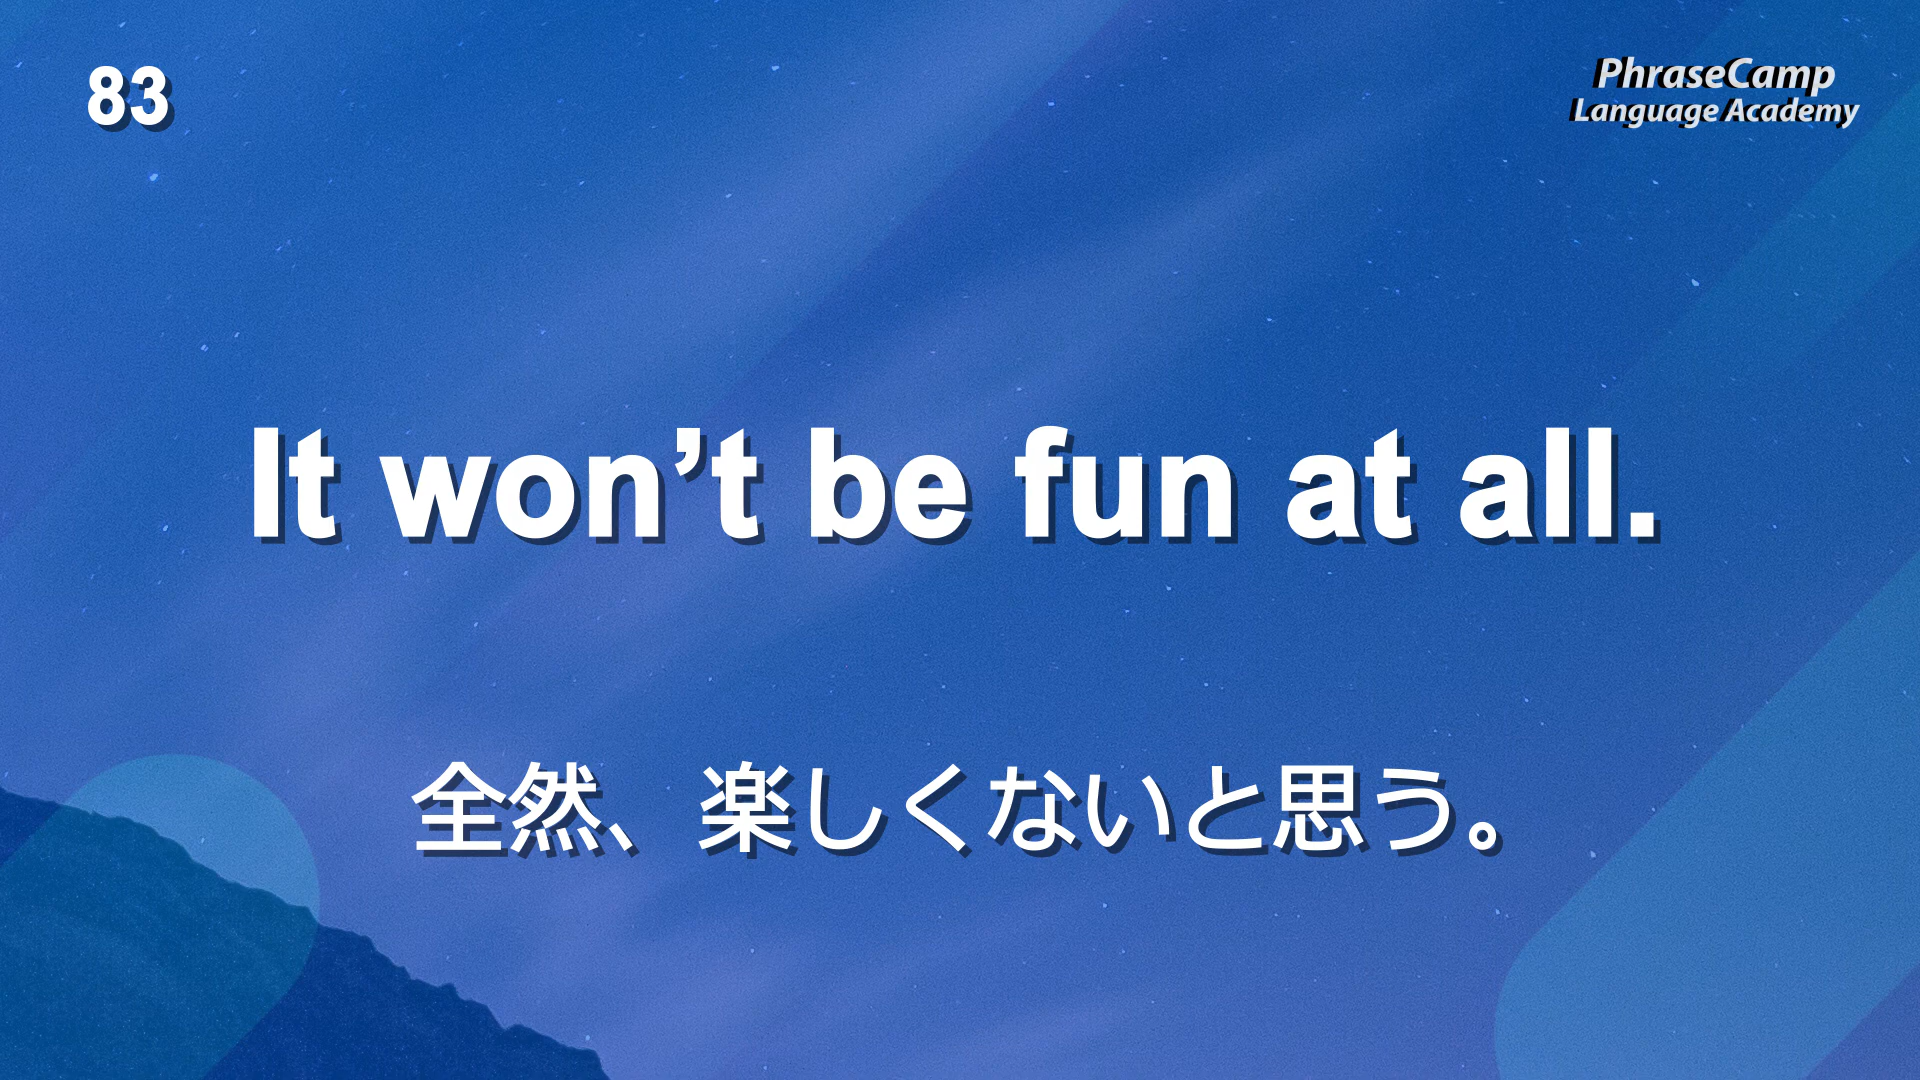 83
PhraseCamp
Language Academy
It won’t be fun at all.
全然、楽しくないと思う。